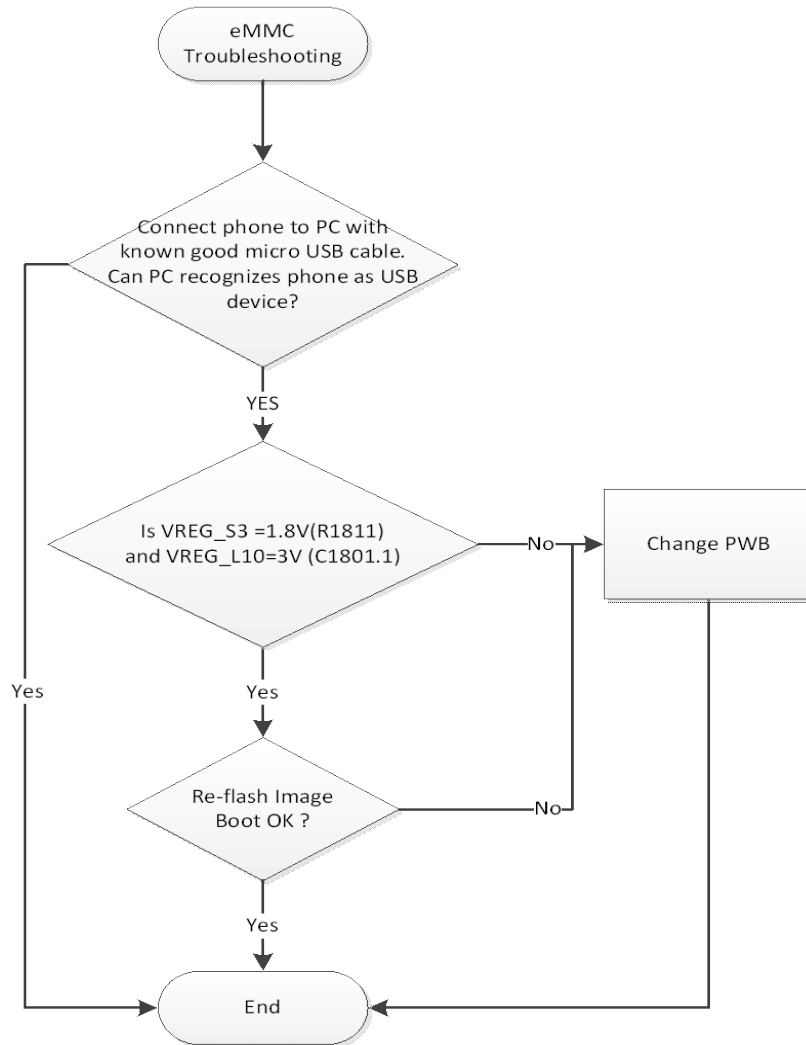 eMMC
Troubleshooting
Connect phone to PC with
known good micro USB cable.
Can PC recognizes phone as USB
device?
YES
Is VREG_S3 =1.8V(R1811)
and VREG_L10=3V (C1801.1)
No
Change PWB
Yes
Yes
Re-flash Image
Boot OK ?
No
Yes
End